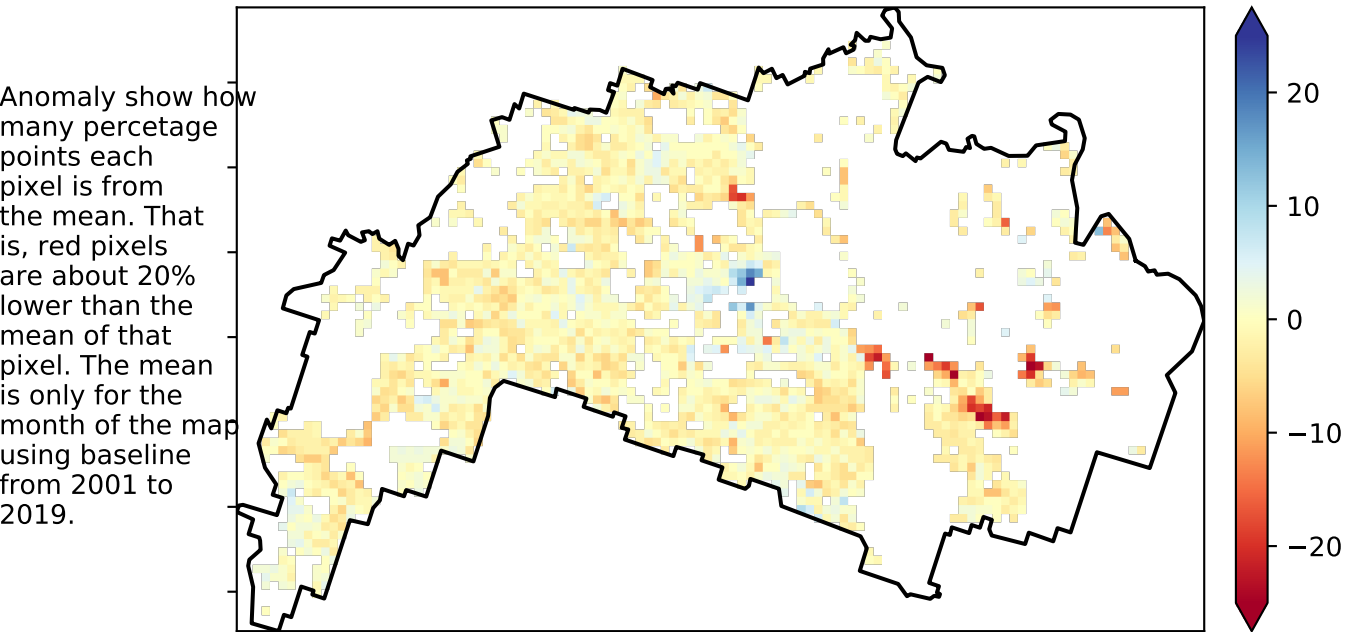 Anomaly show how
many percetage
points each
pixel is from
the mean. That
is, red pixels
are about 20%
lower than the
mean of that
pixel. The mean
is only for the
month of the map
using baseline
from 2001 to
2019.
20
10
0
−10
−20